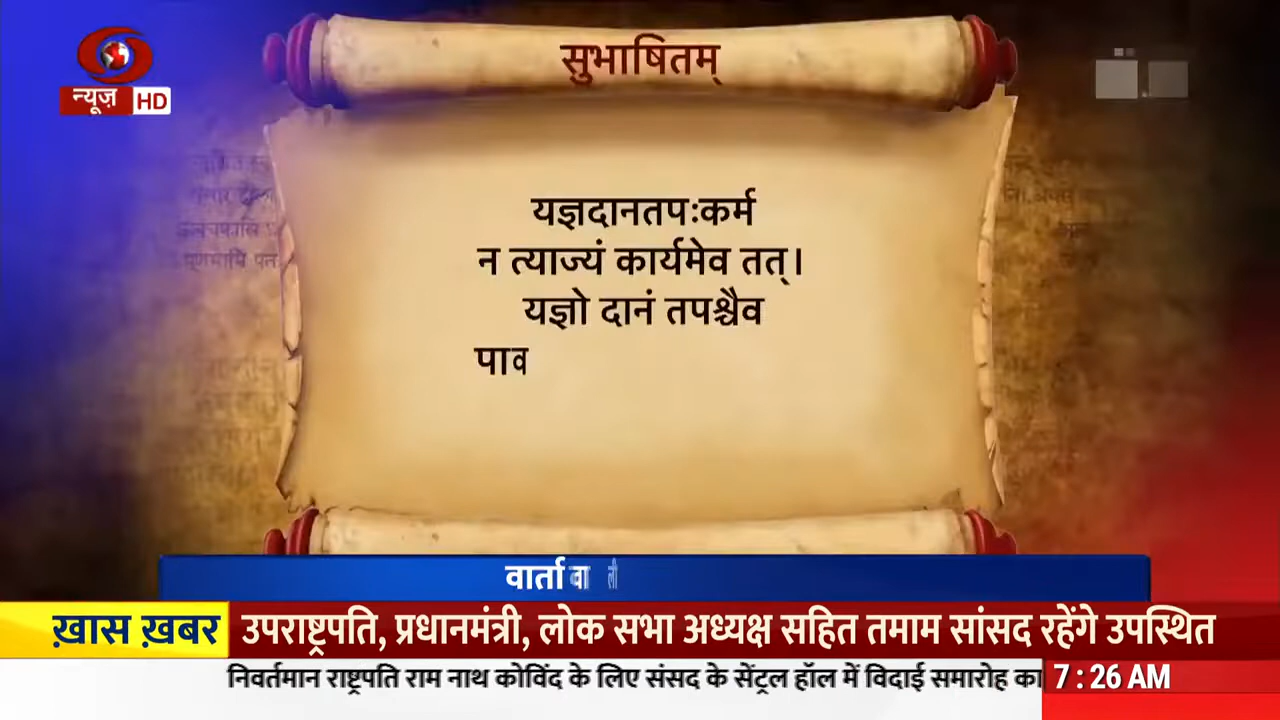 न्यूज़ HD
सुभाषितम्
यज्ञदानतपःकर्म
न त्याज्यं कार्यमेव तत्।
यज्ञो दानं तपश्चैव
पाव
वार्ता
ख़ास ख़बर
उपराष्ट्रपति, प्रधानमंत्री, लोक सभा अध्यक्ष सहित तमाम सांसद रहेंगे उपस्थित
निवर्तमान राष्ट्रपति राम नाथ कोविंद के लिए संसद के सेंट्रल हॉल में विदाई समारोह का
7 : 26 AM